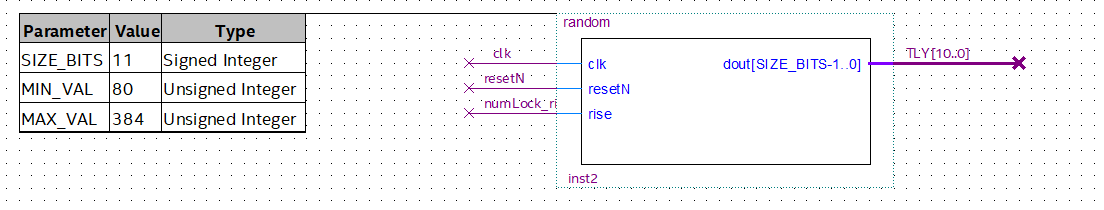 Parameter Value Type
SIZE_BITS 11 Signed Integer
MIN_VAL 80 Unsigned Integer
MAX_VAL 384 Unsigned Integer
random
clk
clk
dout[SIZE_BITS-1..0]
TLY[10..0]
resetN
resetN
numLock_r
rise
inst2